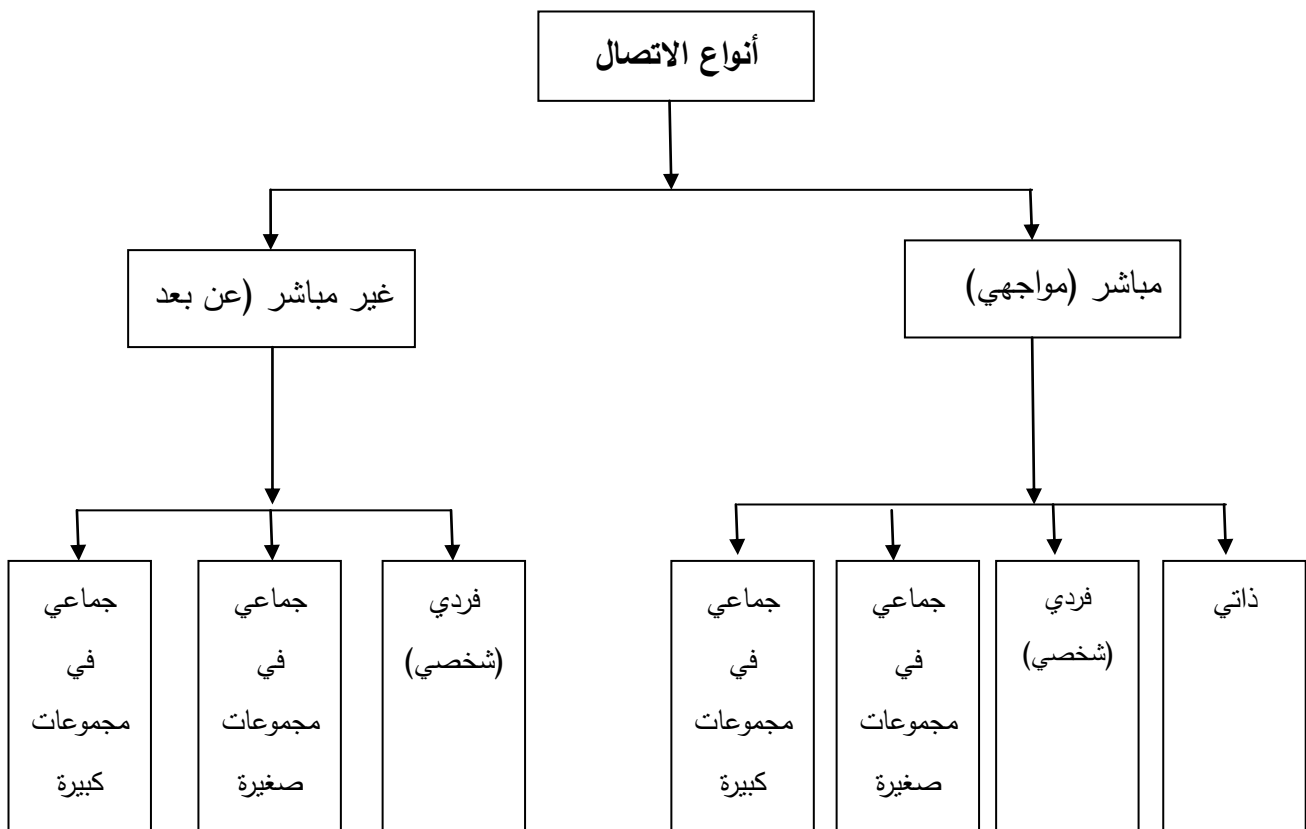 أنواع الاتصال
مباشر (مواجهي)
غير مباشر (عن بعد
ذاتي
فردي
(شخصي)
جماعي
في
مجموعات
صغيرة
جماعي
في
مجموعات
كبيرة
فردي
(شخصي)
جماعي
في
مجموعات
صغيرة
جماعي
في
مجموعات
كبيرة